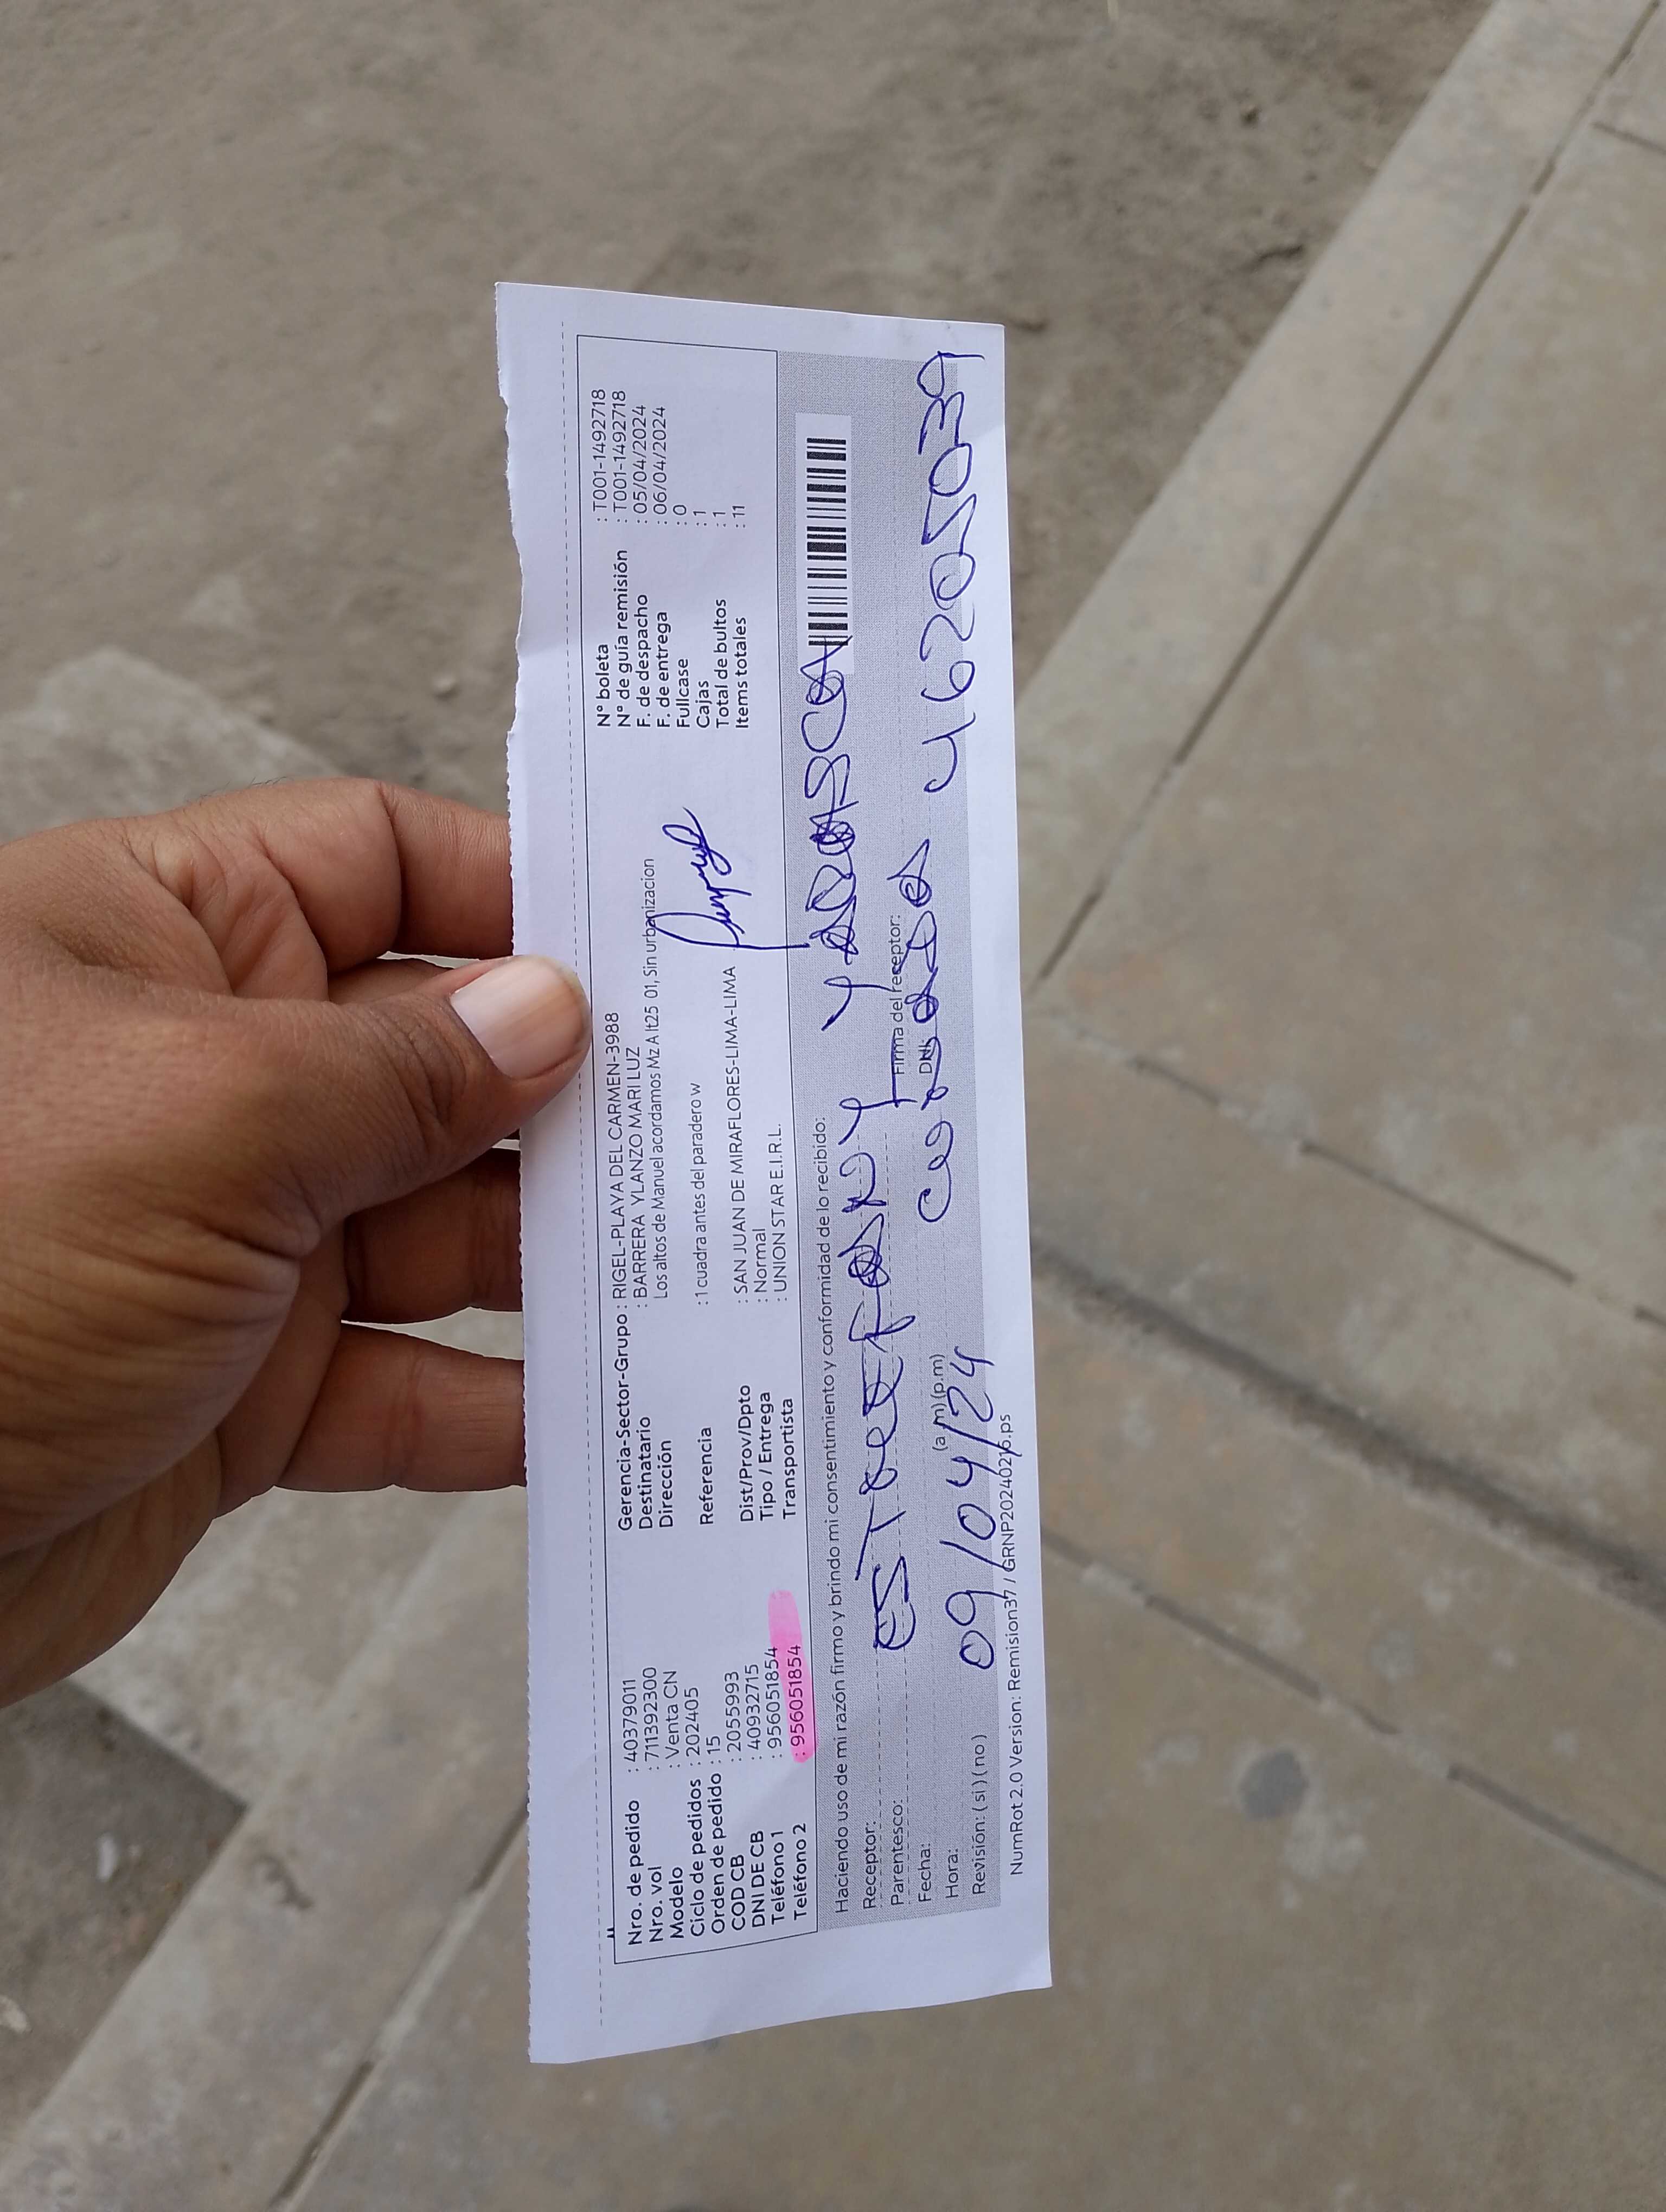 Nro. de pedido : 40379011
Nro. vol : 711392300
Modelo : Venta CN
Ciclo de pedidos : 202405
Orden de pedido : 15
COD CB : 2055993
DNI DE CB : 40932715
Teléfono 1 : 956051854
Teléfono 2 : 956051854
Gerencia-Sector-Grupo : RIGEL-PLAYA DEL CARMEN-3988
Destinatario : BARRERA YLANZO MARI LUZ
Dirección Los altos de Manuel acordamos Mz A lt25 01, Sin urbanizacion
Referencia : 1 cuadra antes del paradero w
Dist/Prov/Dpto : SAN JUAN DE MIRAFLORES-LIMA-LIMA
Tipo / Entrega : Normal
Transportista : UNION STAR E.I.R.L.
N° boleta : T001-1492718
N° de guía remisión : T001-1492718
F. de despacho : 05/04/2024
F. de entrega : 06/04/2024
Fullcase : 0
Cajas : 1
Total de bultos : 1
Items totales : 11
Haciendo uso de mi razón firmo y brindo mi consentimiento y conformidad de lo recibido:
Receptor: ESTEEFANY YARASCA
Parentesco: Firma del receptor:
Fecha: DNI: 46205039
Hora: 09/04/24 (a.m) (p.m)
Revisión: ( si ) ( no )
NumRot 2.0 Version: Remision37 / GRNP20240216.ps